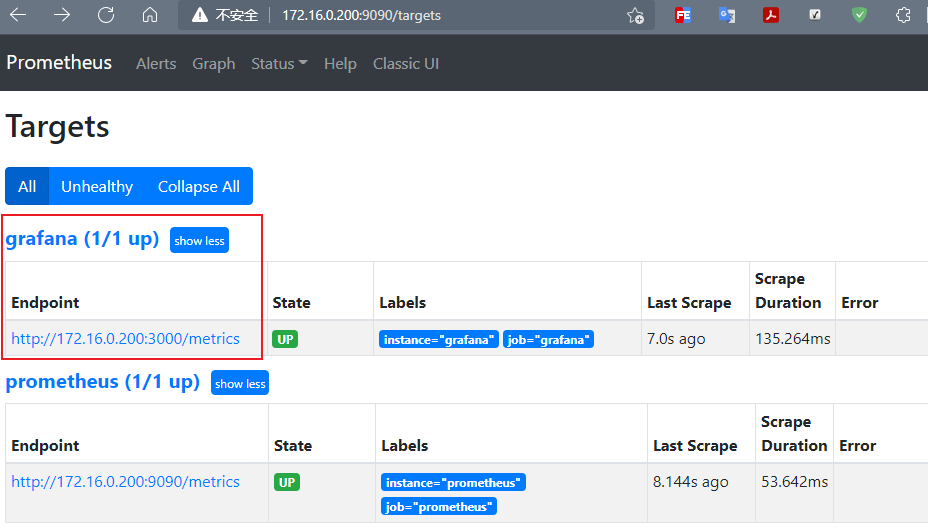 不安全 172.16.0.200:9090/targets
Prometheus Alerts Graph Status Help Classic UI
Targets
All Unhealthy Collapse All
grafana (1/1 up) show less
Endpoint State Labels Last Scrape Scrape Duration Error
http://172.16.0.200:3000/metrics UP instance="grafana" job="grafana" 7.0s ago 135.264ms
prometheus (1/1 up) show less
Endpoint State Labels Last Scrape Scrape Duration Error
http://172.16.0.200:9090/metrics UP instance="prometheus" 8.144s ago 53.642ms
job="prometheus"